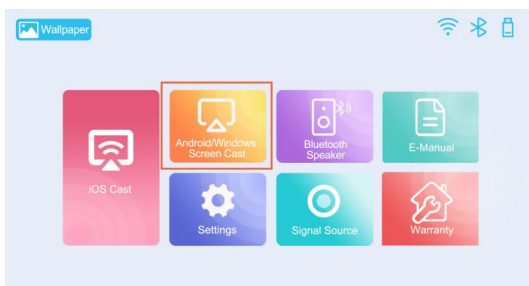 Wallpaper
Android/Windows
Screen Cast
Bluetooth
Speaker
E-Manual
iOS Cast
Settings
Signal Source
Warranty